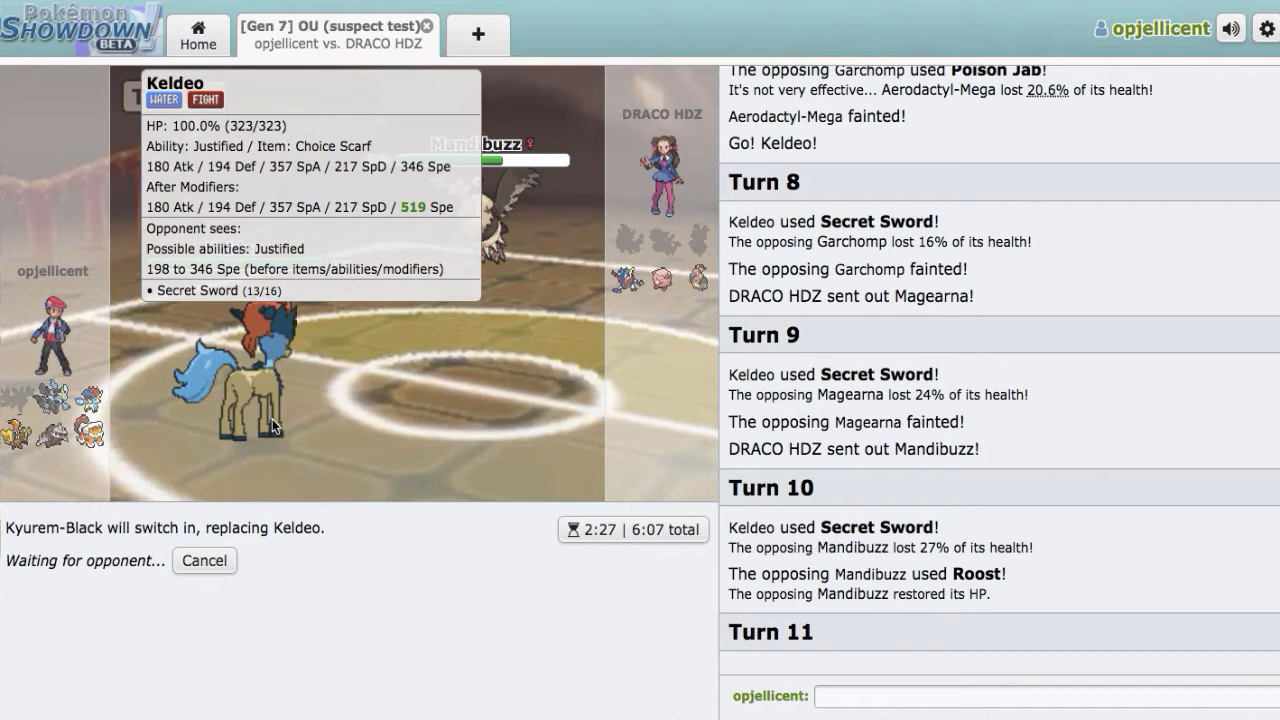 Pokémon
SHOWDOWN!
BETA
Home
[Gen 7] OU (suspect test)
opjellicent vs. DRACO HDZ
+
opjellicent
Keldeo
WATER FIGHT
HP: 100.0% (323/323)
Ability: Justified / Item: Choice Scarf
180 Atk / 194 Def / 357 SpA / 217 SpD / 346 Spe
After Modifiers:
180 Atk / 194 Def / 357 SpA / 217 SpD / 519 Spe
Opponent sees:
Possible abilities: Justified
198 to 346 Spe (before items/abilities/modifiers)
• Secret Sword (13/16)
T
Mandibuzz ♀
DRACO HDZ
opjellicent
Kyurem-Black will switch in, replacing Keldeo.
2:27 | 6:07 total
Waiting for opponent... Cancel
The opposing Garchomp used Poison Jab!
It's not very effective... Aerodactyl-Mega lost 20.6% of its health!
Aerodactyl-Mega fainted!
Go! Keldeo!
Turn 8
Keldeo used Secret Sword!
The opposing Garchomp lost 16% of its health!
The opposing Garchomp fainted!
DRACO HDZ sent out Magearna!
Turn 9
Keldeo used Secret Sword!
The opposing Magearna lost 24% of its health!
The opposing Magearna fainted!
DRACO HDZ sent out Mandibuzz!
Turn 10
Keldeo used Secret Sword!
The opposing Mandibuzz lost 27% of its health!
The opposing Mandibuzz used Roost!
The opposing Mandibuzz restored its HP.
Turn 11
opjellicent: